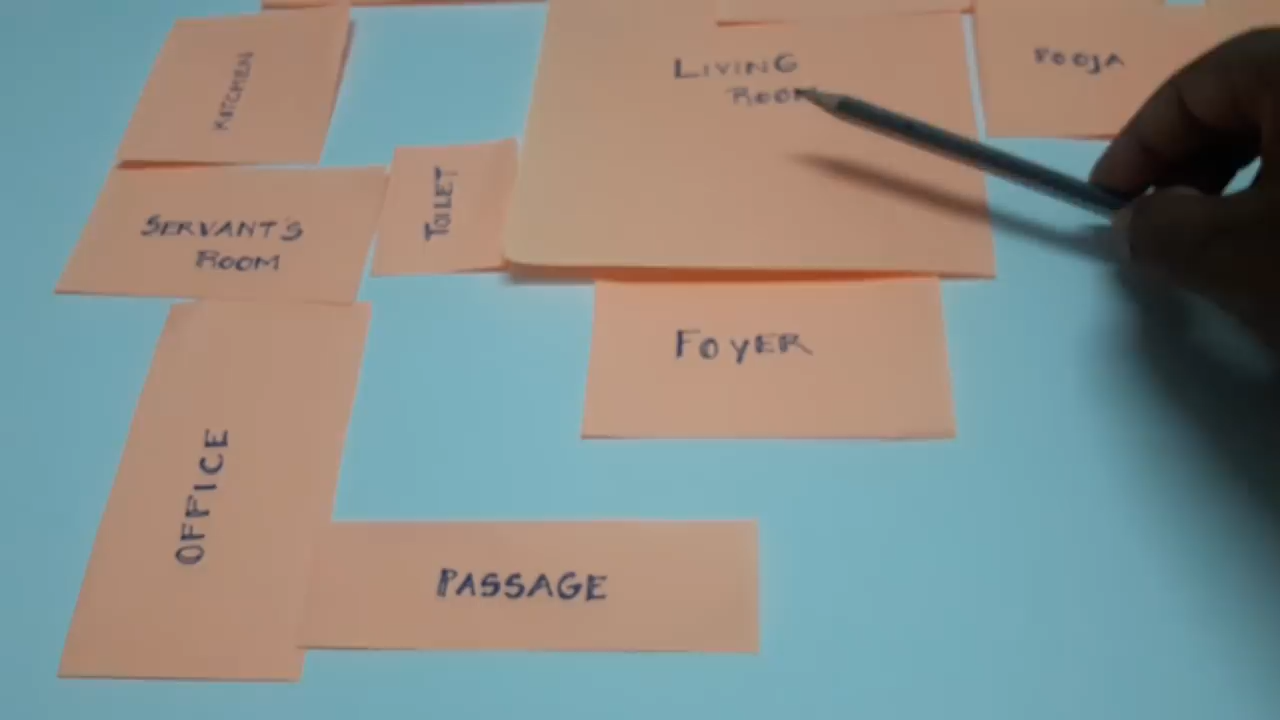 LIVING
ROOM
POOJA
KITCHEN
TOILET
SERVANT'S
ROOM
FOYER
OFFICE
PASSAGE